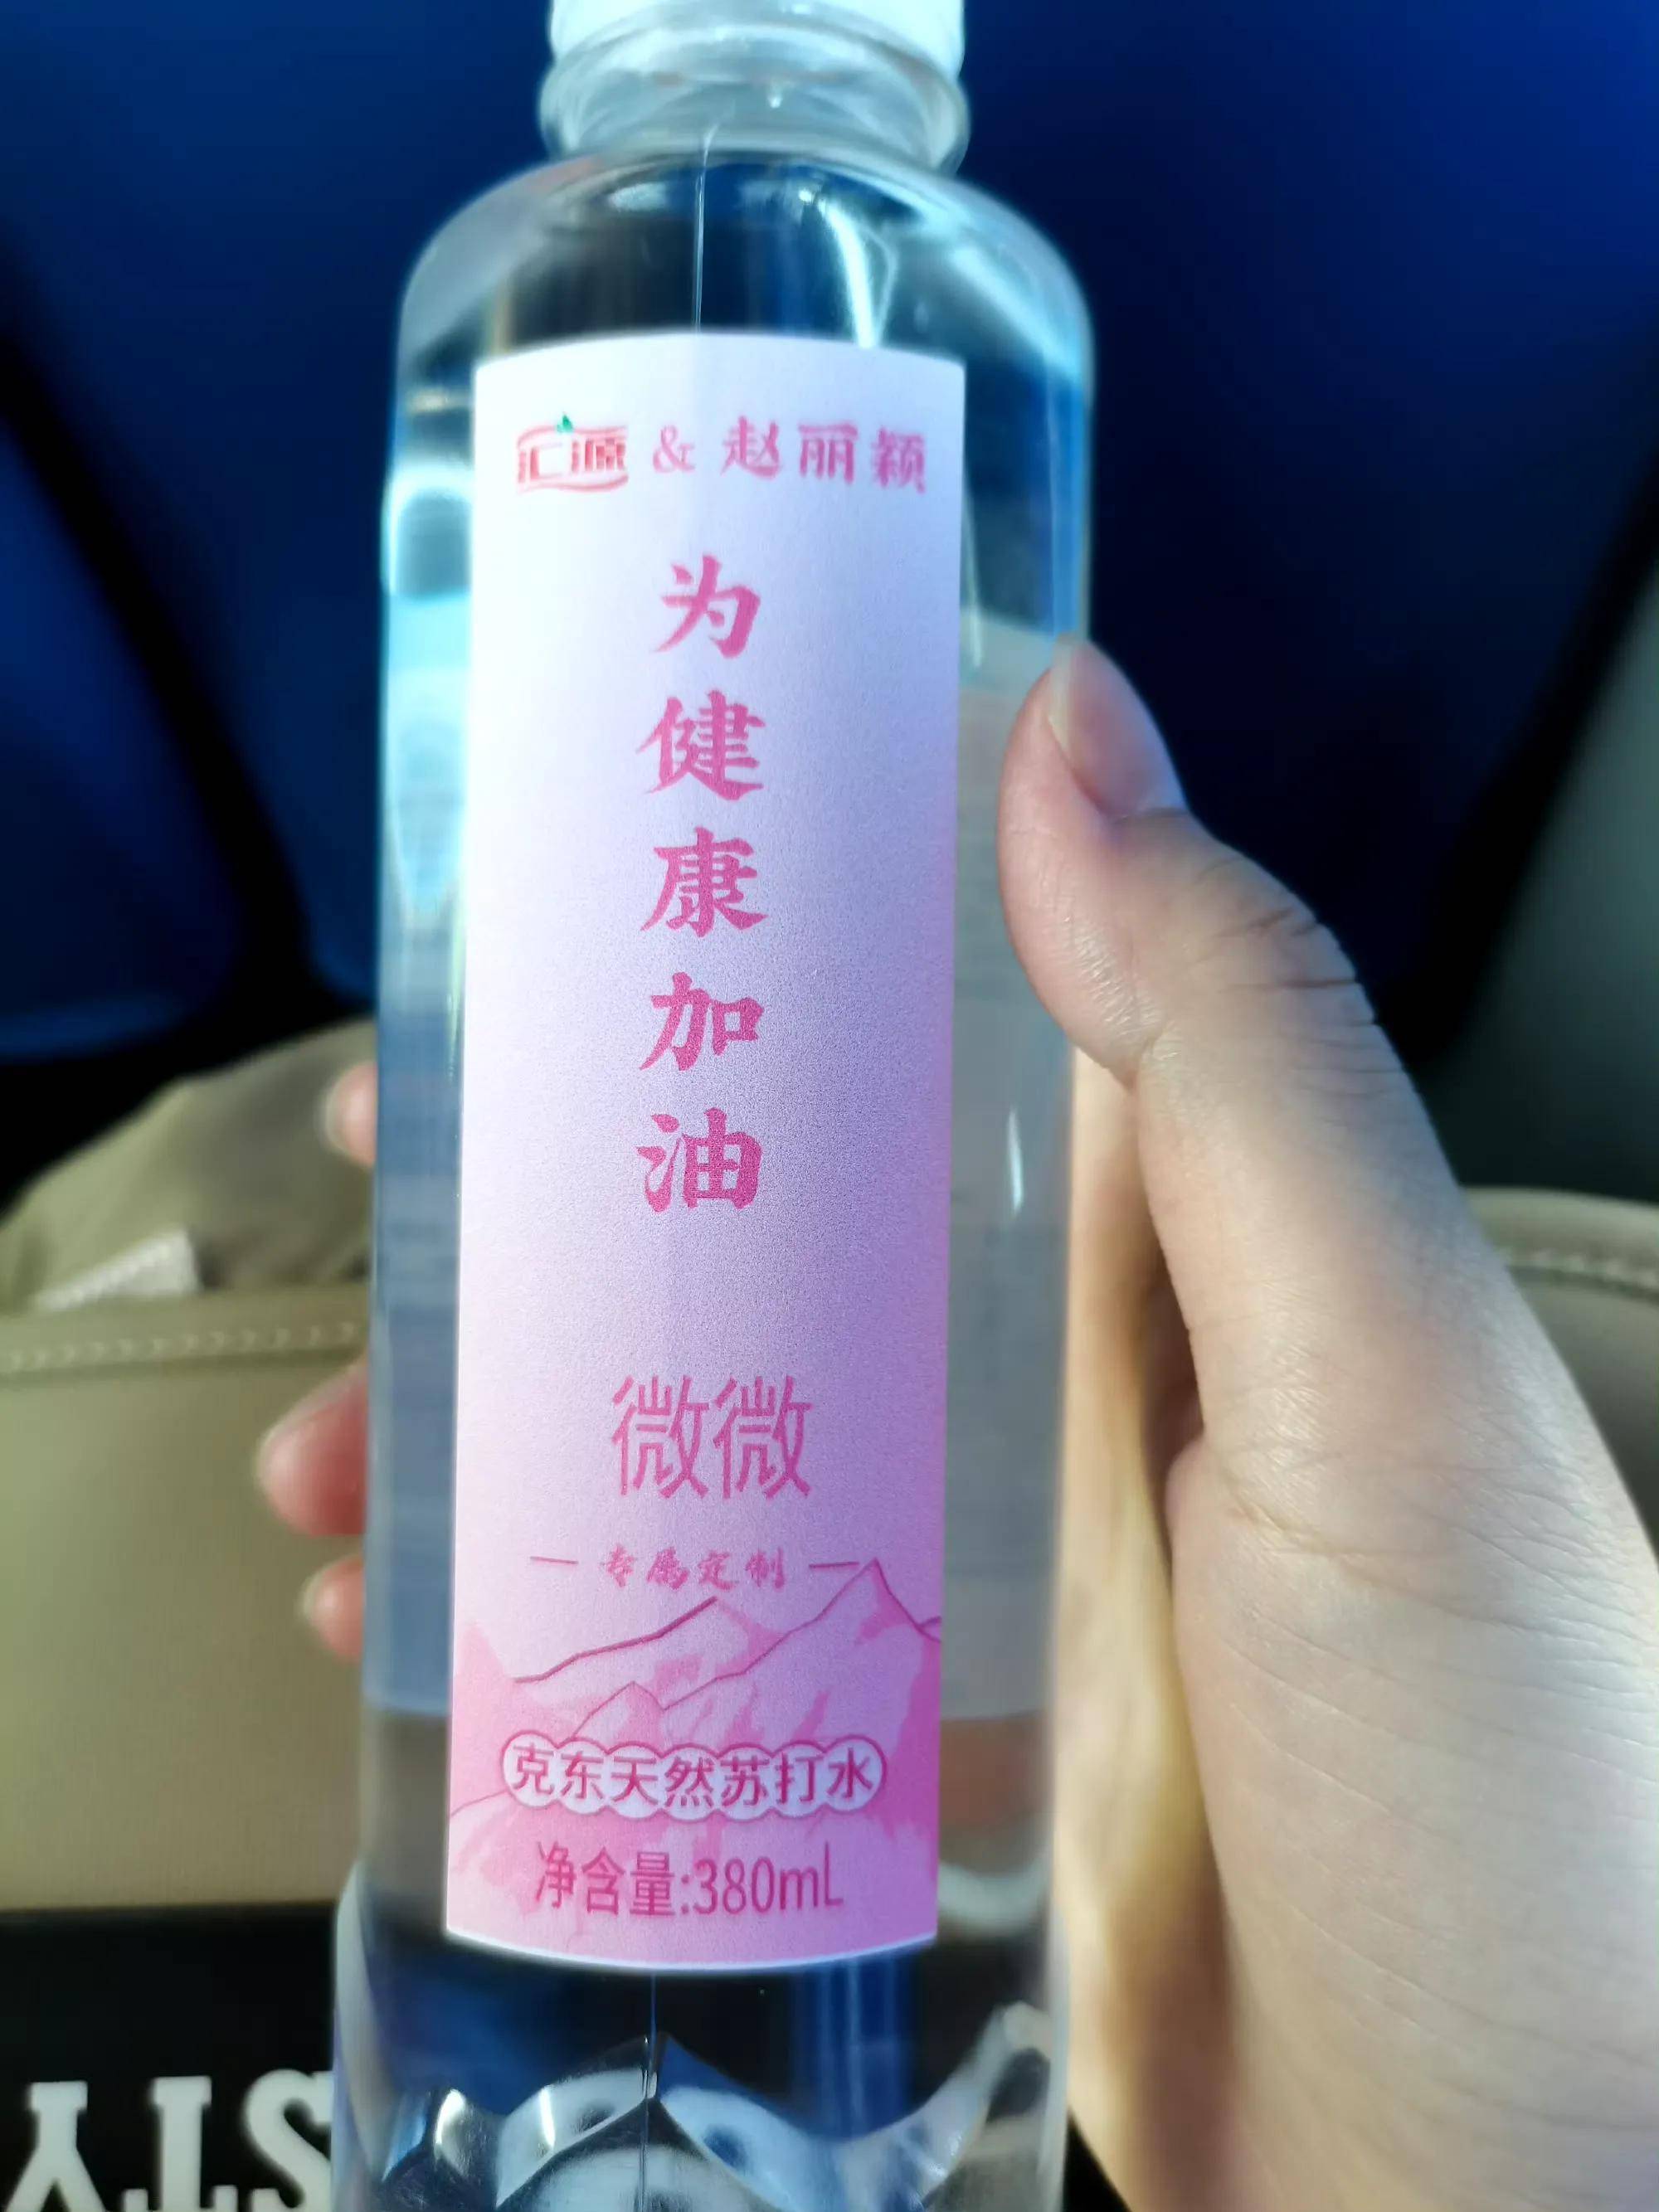 汇源 & 赵丽颖
为健康加油
微微
专属定制
克东天然苏打水
净含量:380mL
STY